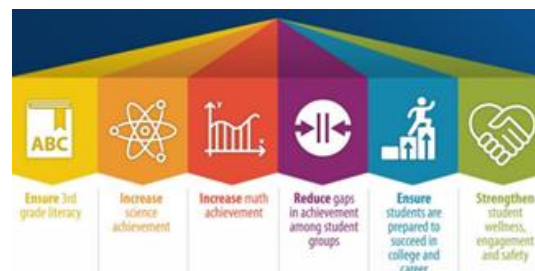 ABC
y
x
Ensure 3rd
grade literacy
Increase
science
achievement
Increase math
achievement
Reduce gaps
in achievement
among student
groups
Ensure
students are
prepared to
succeed in
college and
career
Strengthen
student
wellness,
engagement
and safety